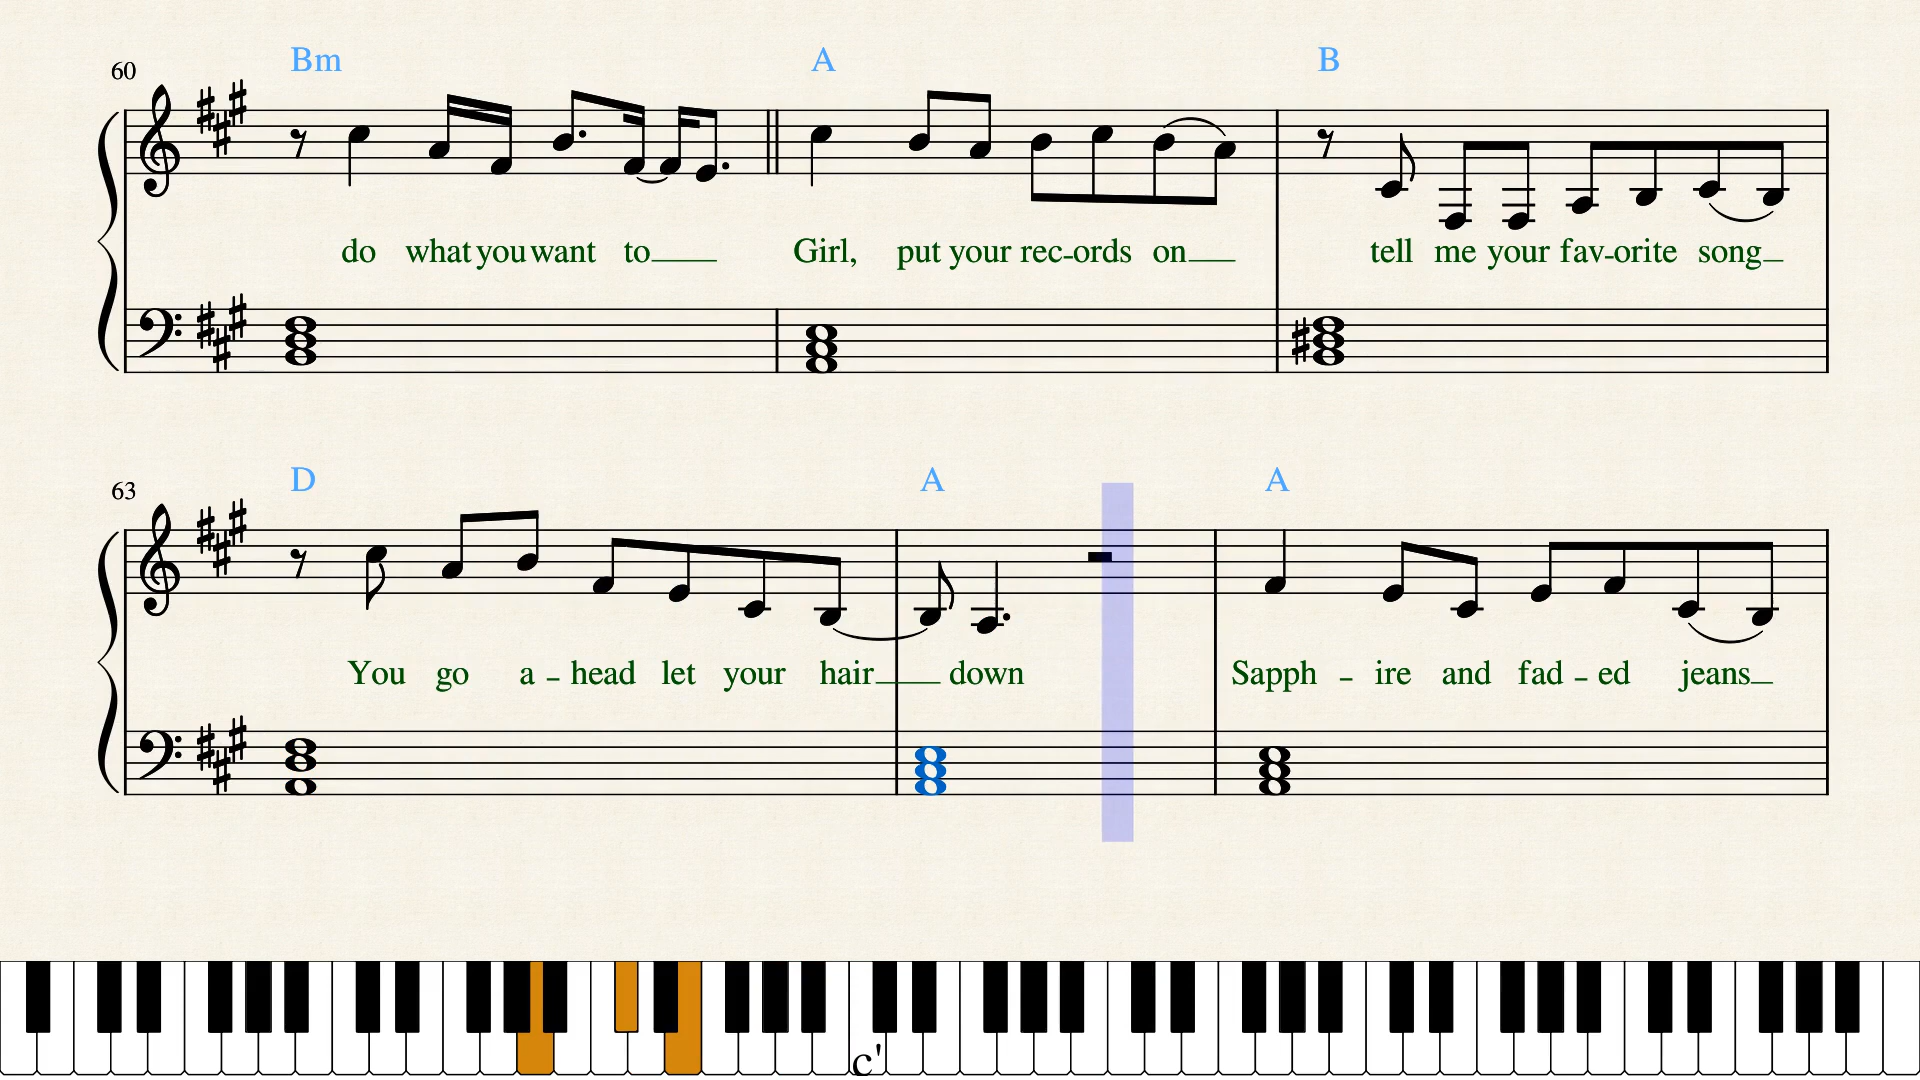 60 Bm A B
do what you want to Girl, put your rec-ords on tell me your fav-orite song
63 D A A
You go a - head let your hair down Sapph - ire and fad - ed jeans
c'